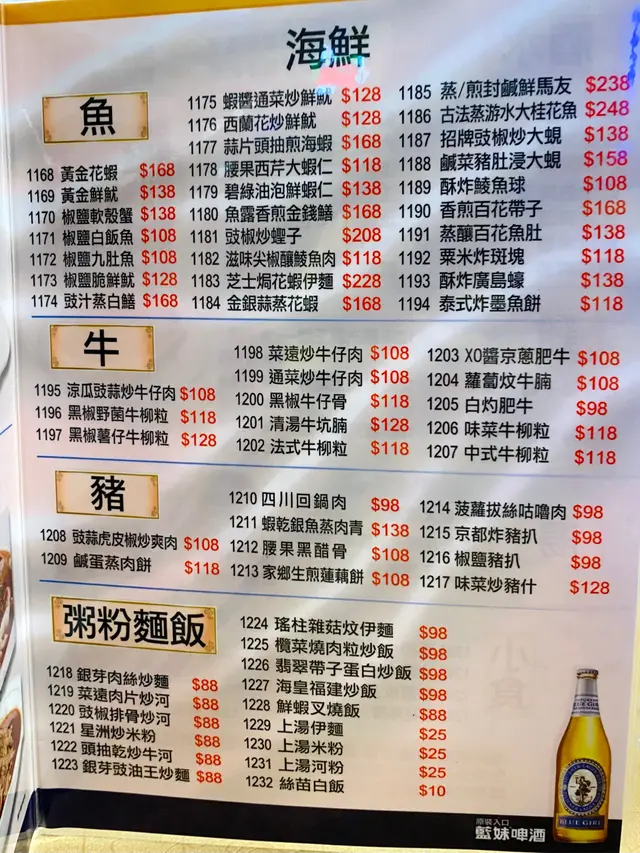 海鮮
魚
1168 黃金花蝦 $168
1169 黃金鮮魷 $138
1170 椒鹽軟殼蟹 $138
1171 椒鹽白飯魚 $108
1172 椒鹽九肚魚 $108
1173 椒鹽脆鮮魷 $128
1174 豉汁蒸白鱔 $168
1175 蝦醬通菜炒鮮魷 $128
1176 西蘭花炒鮮魷 $128
1177 蒜片頭抽煎海蝦 $168
1178 腰果西芹大蝦仁 $118
1179 碧綠油泡鮮蝦仁 $138
1180 魚露香煎金錢鱔 $168
1181 豉椒炒蟶子 $208
1182 滋味尖椒釀鯪魚肉 $118
1183 芝士焗花蝦伊麵 $228
1184 金銀蒜蒸花蝦 $168
1185 蒸/煎封鹹鮮馬友 $238
1186 古法蒸游水大桂花魚 $248
1187 招牌豉椒炒大蜆 $138
1188 鹹菜豬肚浸大蜆 $158
1189 酥炸鯪魚球 $108
1190 香煎百花帶子 $168
1191 蒸釀百花魚肚 $138
1192 粟米炸斑塊 $118
1193 酥炸廣島蠔 $138
1194 泰式炸墨魚餅 $118
牛
1195 涼瓜豉蒜炒牛仔肉 $108
1196 黑椒野菌牛柳粒 $118
1197 黑椒薯仔牛柳粒 $128
1198 菜遠炒牛仔肉 $108
1199 通菜炒牛仔肉 $108
1200 黑椒牛仔骨 $118
1201 清湯牛坑腩 $128
1202 法式牛柳粒 $118
1203 XO醬京蔥肥牛 $108
1204 蘿蔔炆牛腩 $108
1205 白灼肥牛 $98
1206 味菜牛柳粒 $118
1207 中式牛柳粒 $118
豬
1208 豉蒜虎皮椒炒爽肉 $108
1209 鹹蛋蒸肉餅 $118
1210 四川回鍋肉 $98
1211 蝦乾銀魚蒸肉青 $138
1212 腰果黑醋骨 $108
1213 家鄉生煎蓮藕餅 $108
1214 菠蘿拔絲咕嚕肉 $98
1215 京都炸豬扒 $98
1216 椒鹽豬扒 $98
1217 味菜炒豬什 $128
粥粉麵飯
1218 銀芽肉絲炒麵 $88
1219 菜遠肉片炒河 $88
1220 豉椒排骨炒河 $88
1221 星洲炒米粉 $88
1222 頭抽乾炒牛河 $88
1223 銀芽豉油王炒麵 $88
1224 瑤柱雜菇炆伊麵 $98
1225 欖菜燒肉粒炒飯 $98
1226 翡翠帶子蛋白炒飯 $98
1227 海皇福建炒飯 $98
1228 鮮蝦叉燒飯 $88
1229 上湯伊麵 $25
1230 上湯米粉 $25
1231 上湯河粉 $25
1232 絲苗白飯 $10
原裝入口
藍妹啤酒
BLUE GIRL